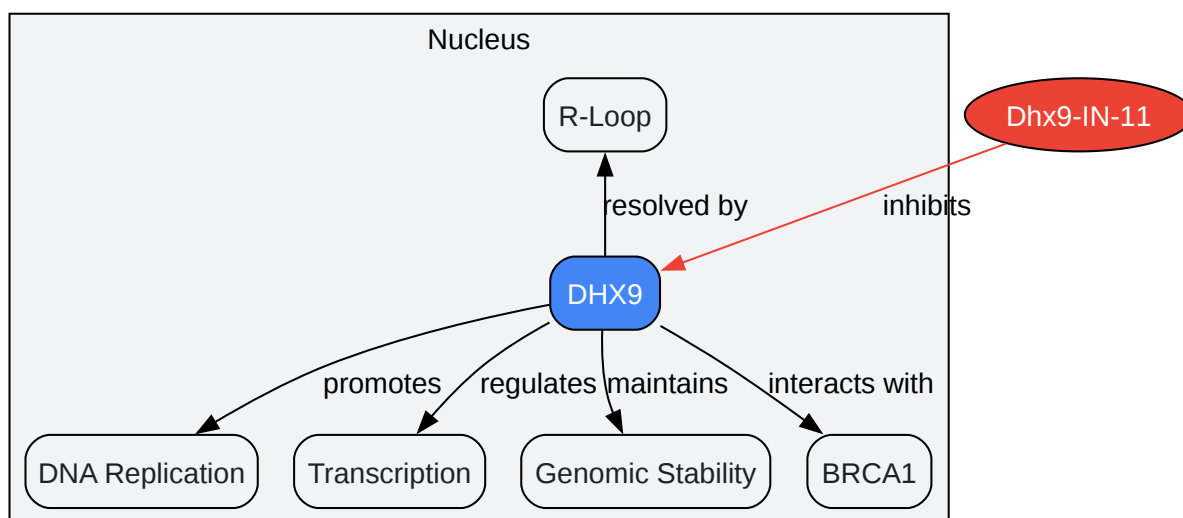 Nucleus
R-Loop
Dhx9-IN-11
resolved by
inhibits
DHX9
promotes
regulates
maintains
interacts with
DNA Replication
Transcription
Genomic Stability
BRCA1